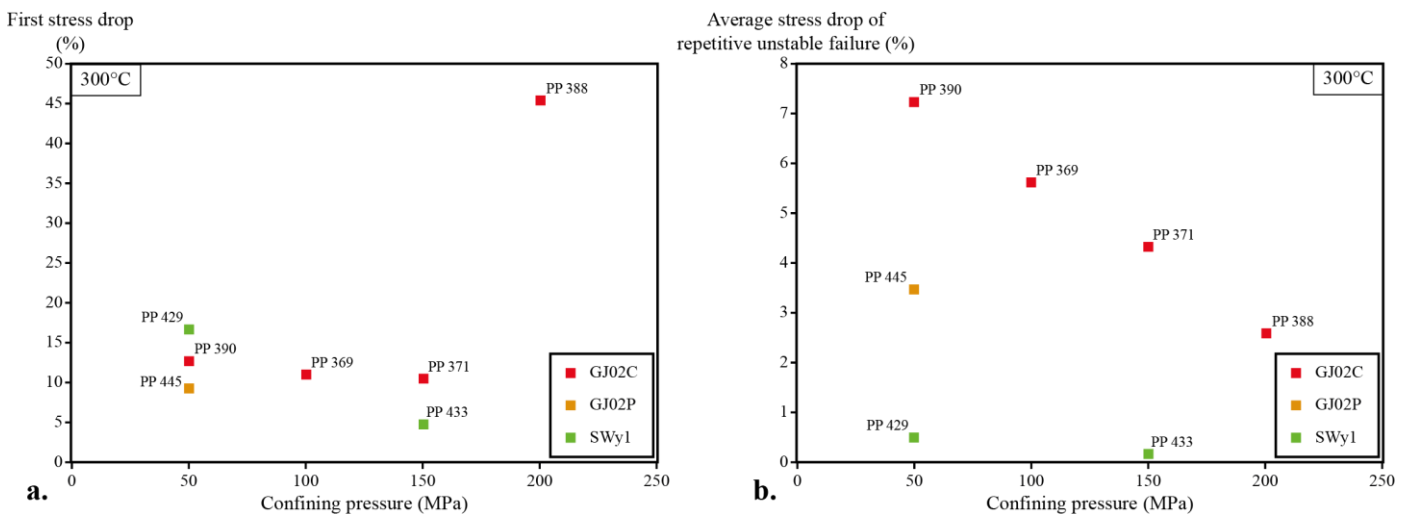 First stress drop
(%)
50
45
40
35
30
25
20
15
10
5
0
300°C
PP 388
PP 429
PP 390
PP 445
PP 369
PP 371
PP 433
GJ02C
GJ02P
SWy1
0
50
100
150
200
250
Confining pressure (MPa)
a.
Average stress drop of
repetitive unstable failure (%)
8
7
6
5
4
3
2
1
0
300°C
PP 390
PP 369
PP 371
PP 445
PP 388
PP 429
PP 433
GJ02C
GJ02P
SWy1
0
50
100
150
200
250
Confining pressure (MPa)
b.